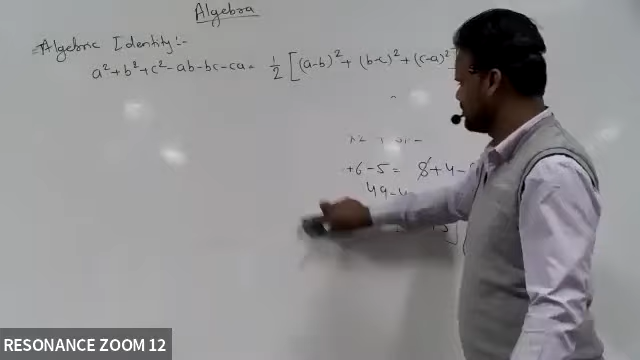 Algebra
⇒Algebric Identity:-
a²+b²+c²-ab-bc-ca = 1/2 [(a-b)²+(b-c)²+(c-a)²]
+6-5= 8+4-
49-
RESONANCE ZOOM 12